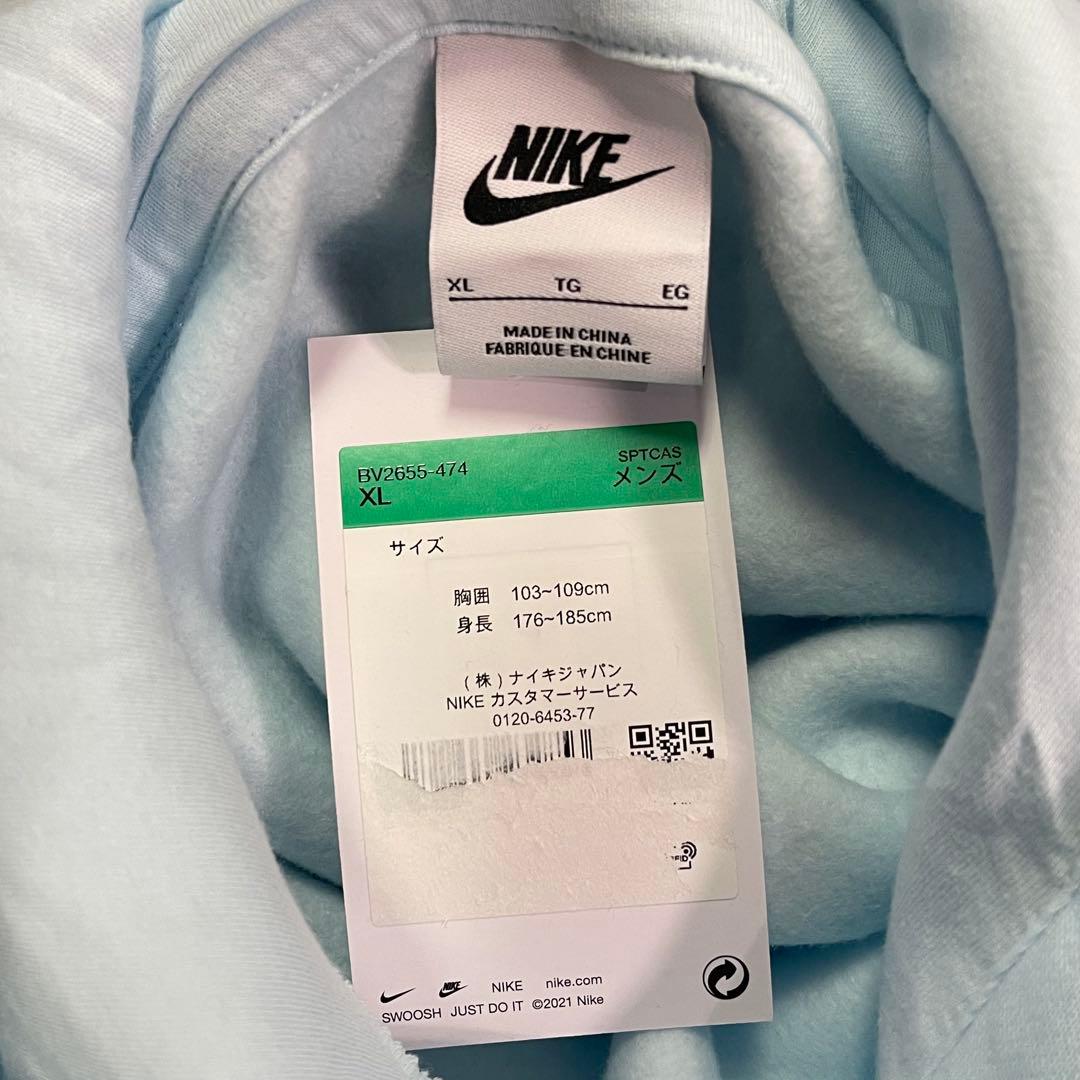 NIKE
XL TG EG
MADE IN CHINA
FABRIQUE EN CHINE
BV2655-474 SPTCAS
XL メンズ
サイズ
胸囲 103~109cm
身長 176~185cm
(株)ナイキジャパン
NIKE カスタマーサービス
0120-6453-77
NIKE NIKE nike.com
SWOOSH JUST DO IT ©2021 Nike